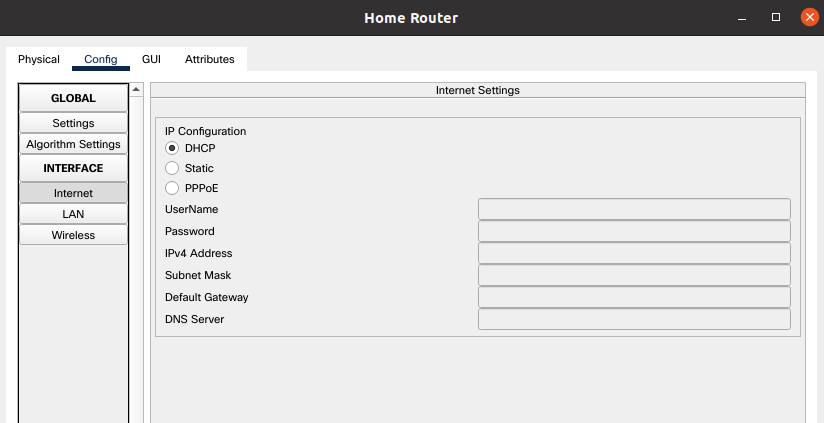 Home Router
Physical Config GUI Attributes
GLOBAL
Settings
Algorithm Settings
INTERFACE
Internet
LAN
Wireless
Internet Settings
IP Configuration
DHCP
Static
PPPoE
UserName
Password
IPv4 Address
Subnet Mask
Default Gateway
DNS Server